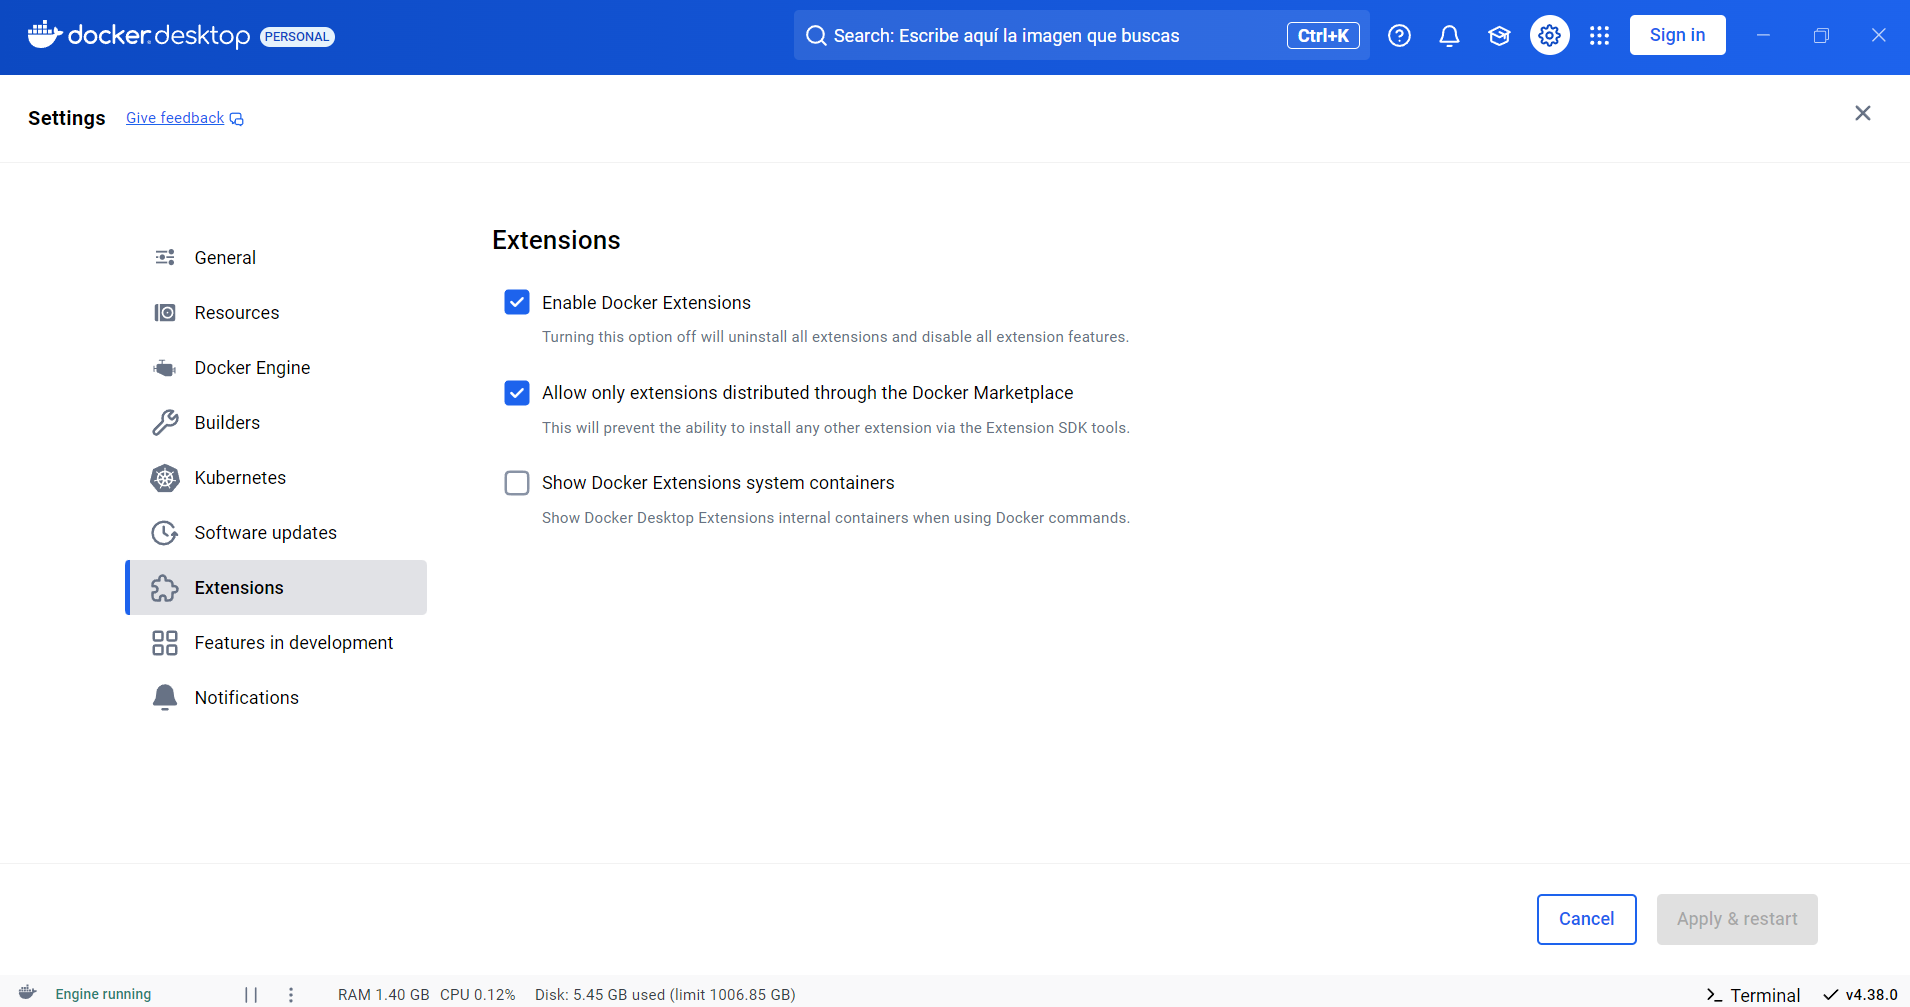 docker.desktop PERSONAL
Search: Escribe aquí la imagen que buscas
Ctrl+K
Sign in
Settings
Give feedback
General
Resources
Docker Engine
Builders
Kubernetes
Software updates
Extensions
Features in development
Notifications
Extensions
Enable Docker Extensions
Turning this option off will uninstall all extensions and disable all extension features.
Allow only extensions distributed through the Docker Marketplace
This will prevent the ability to install any other extension via the Extension SDK tools.
Show Docker Extensions system containers
Show Docker Desktop Extensions internal containers when using Docker commands.
Cancel
Apply & restart
Engine running
RAM 1.40 GB CPU 0.12% Disk: 5.45 GB used (limit 1006.85 GB)
Terminal
v4.38.0